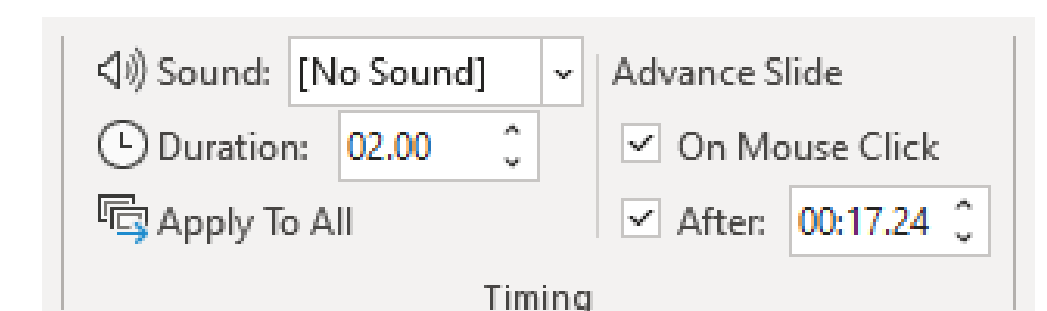 Sound: [No Sound]
Duration: 02.00
Apply To All
Advance Slide
On Mouse Click
After: 00:17.24
Timing